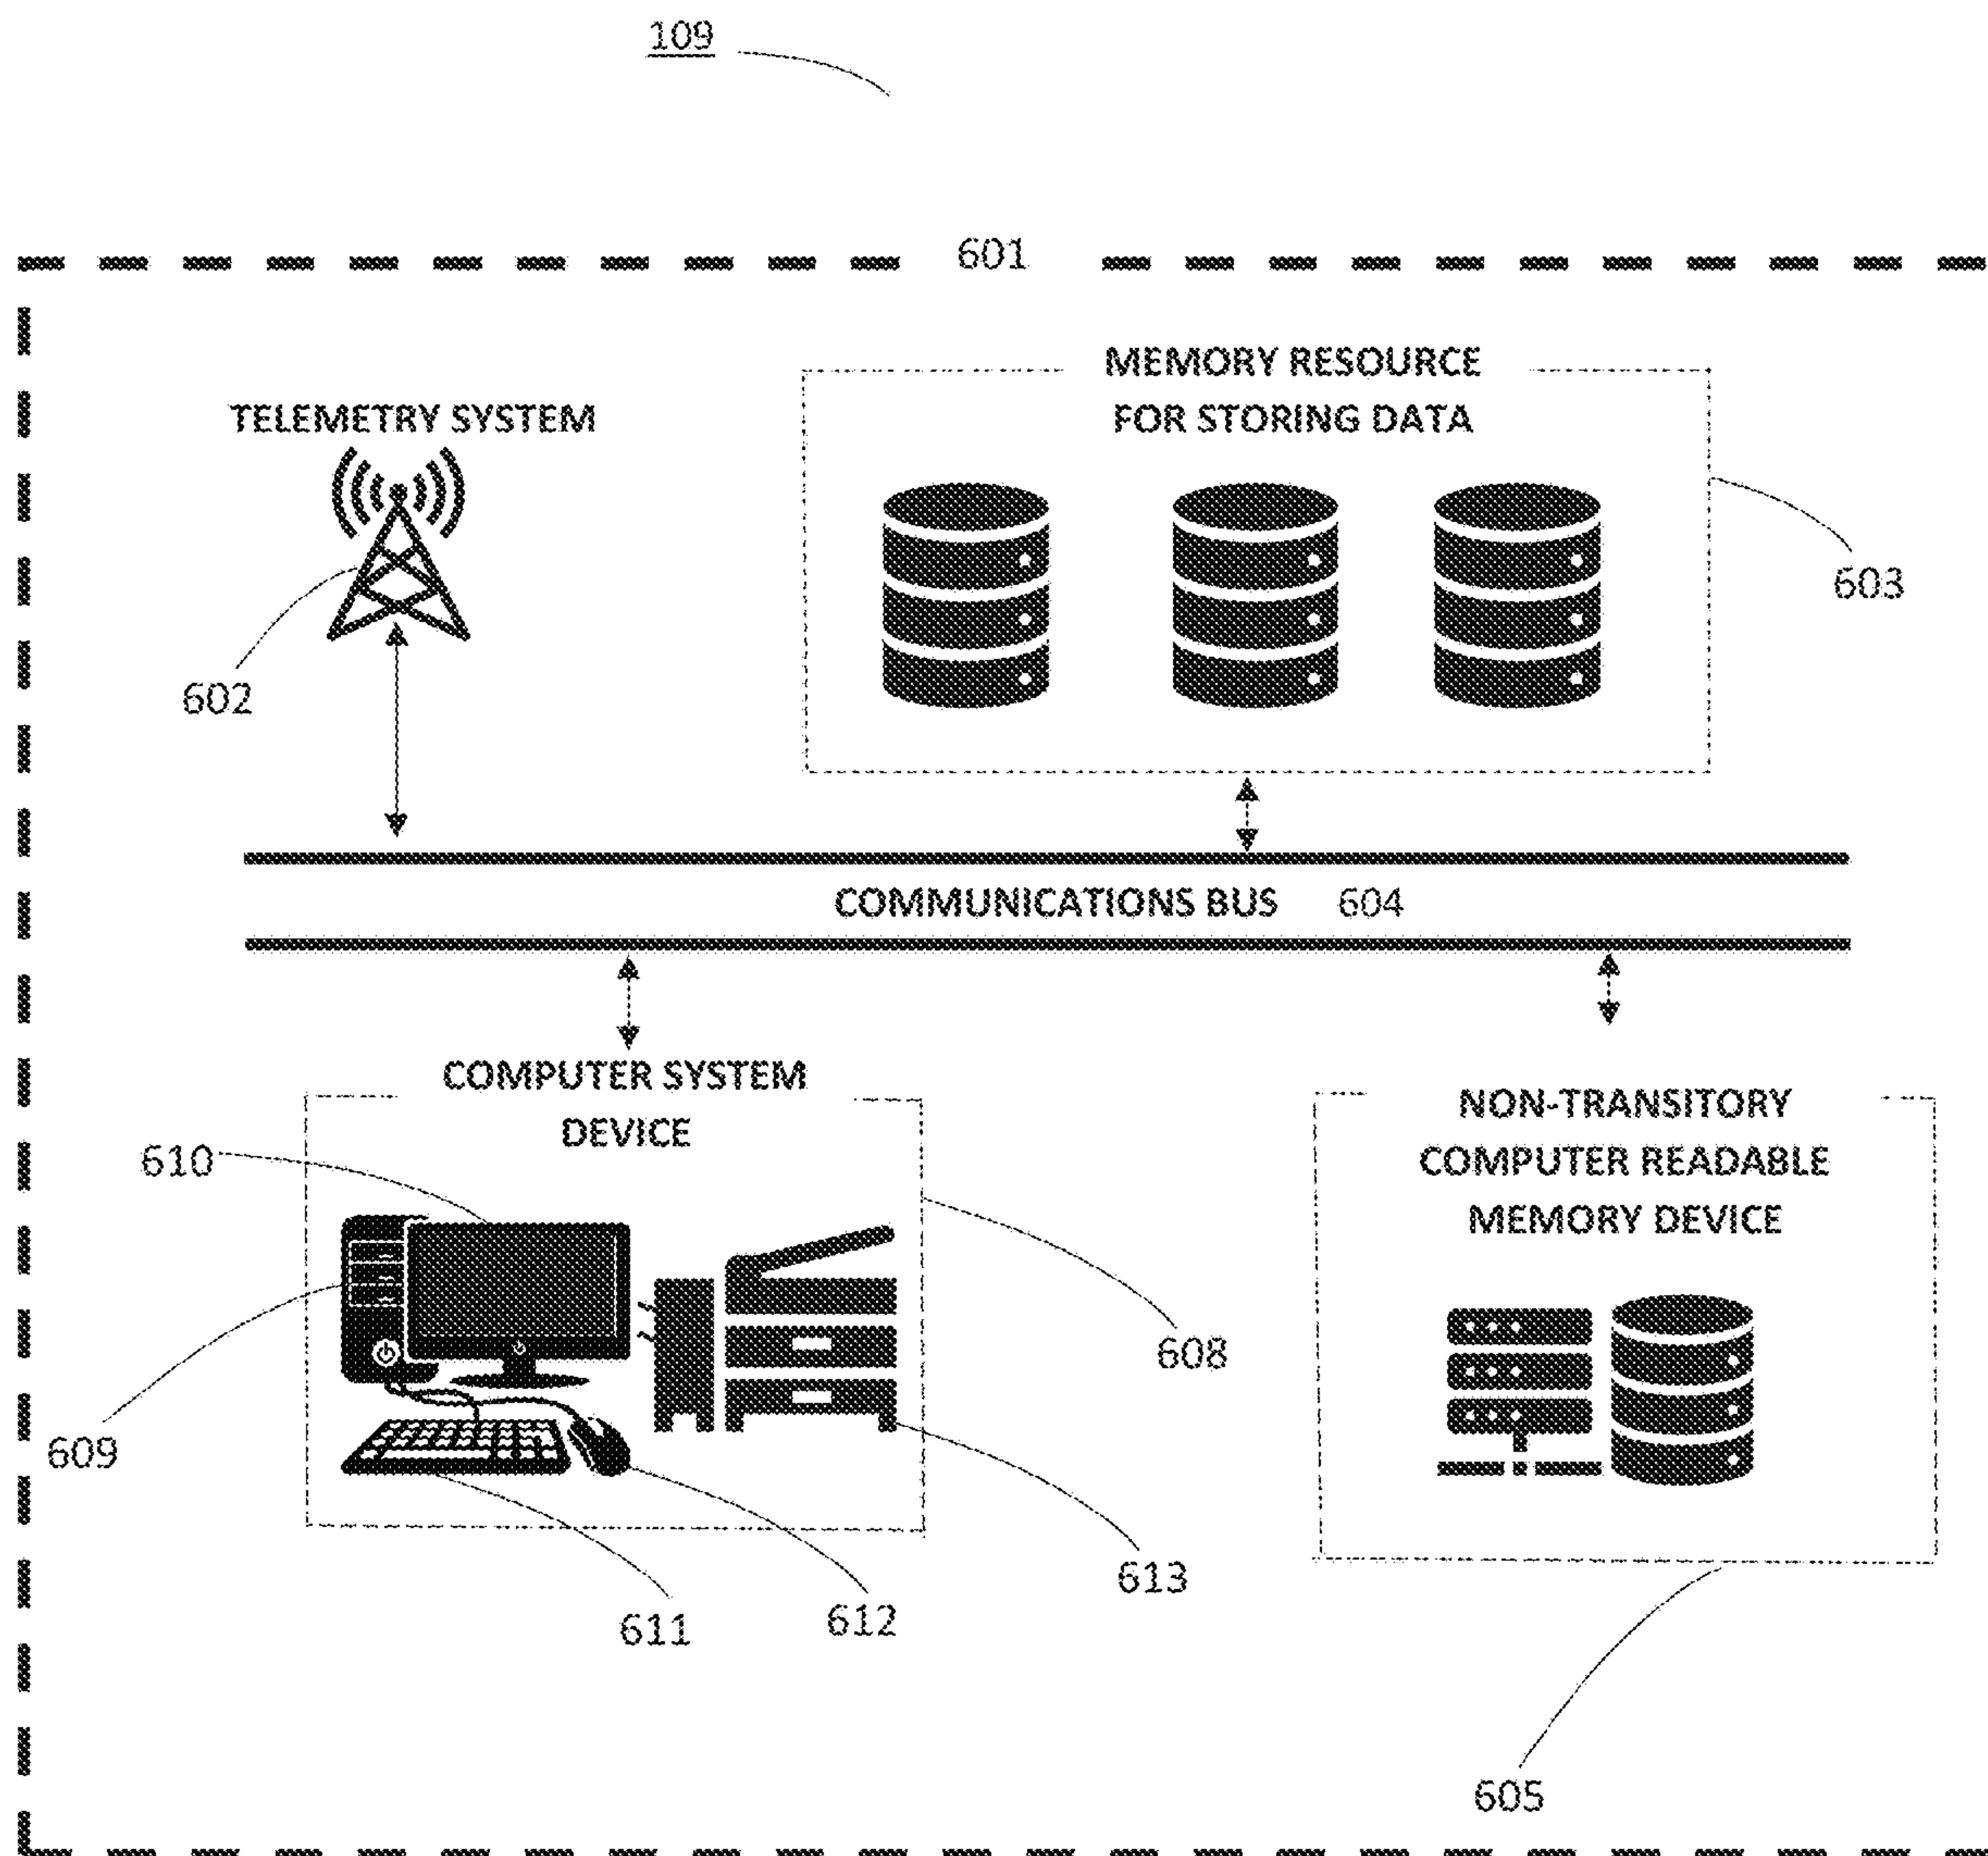 109
601
MEMORY RESOURCE
FOR STORING DATA
TELEMETRY SYSTEM
603
602
COMMUNICATIONS BUS 604
COMPUTER SYSTEM
DEVICE
NON-TRANSITORY
COMPUTER READABLE
MEMORY DEVICE
610
608
609
613
612
611
605